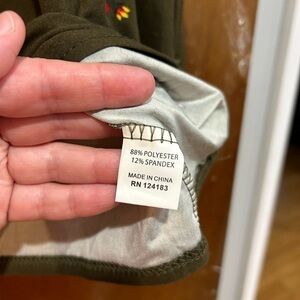 88% POLYESTER
12% SPANDEX
MADE IN CHINA
RN 124183